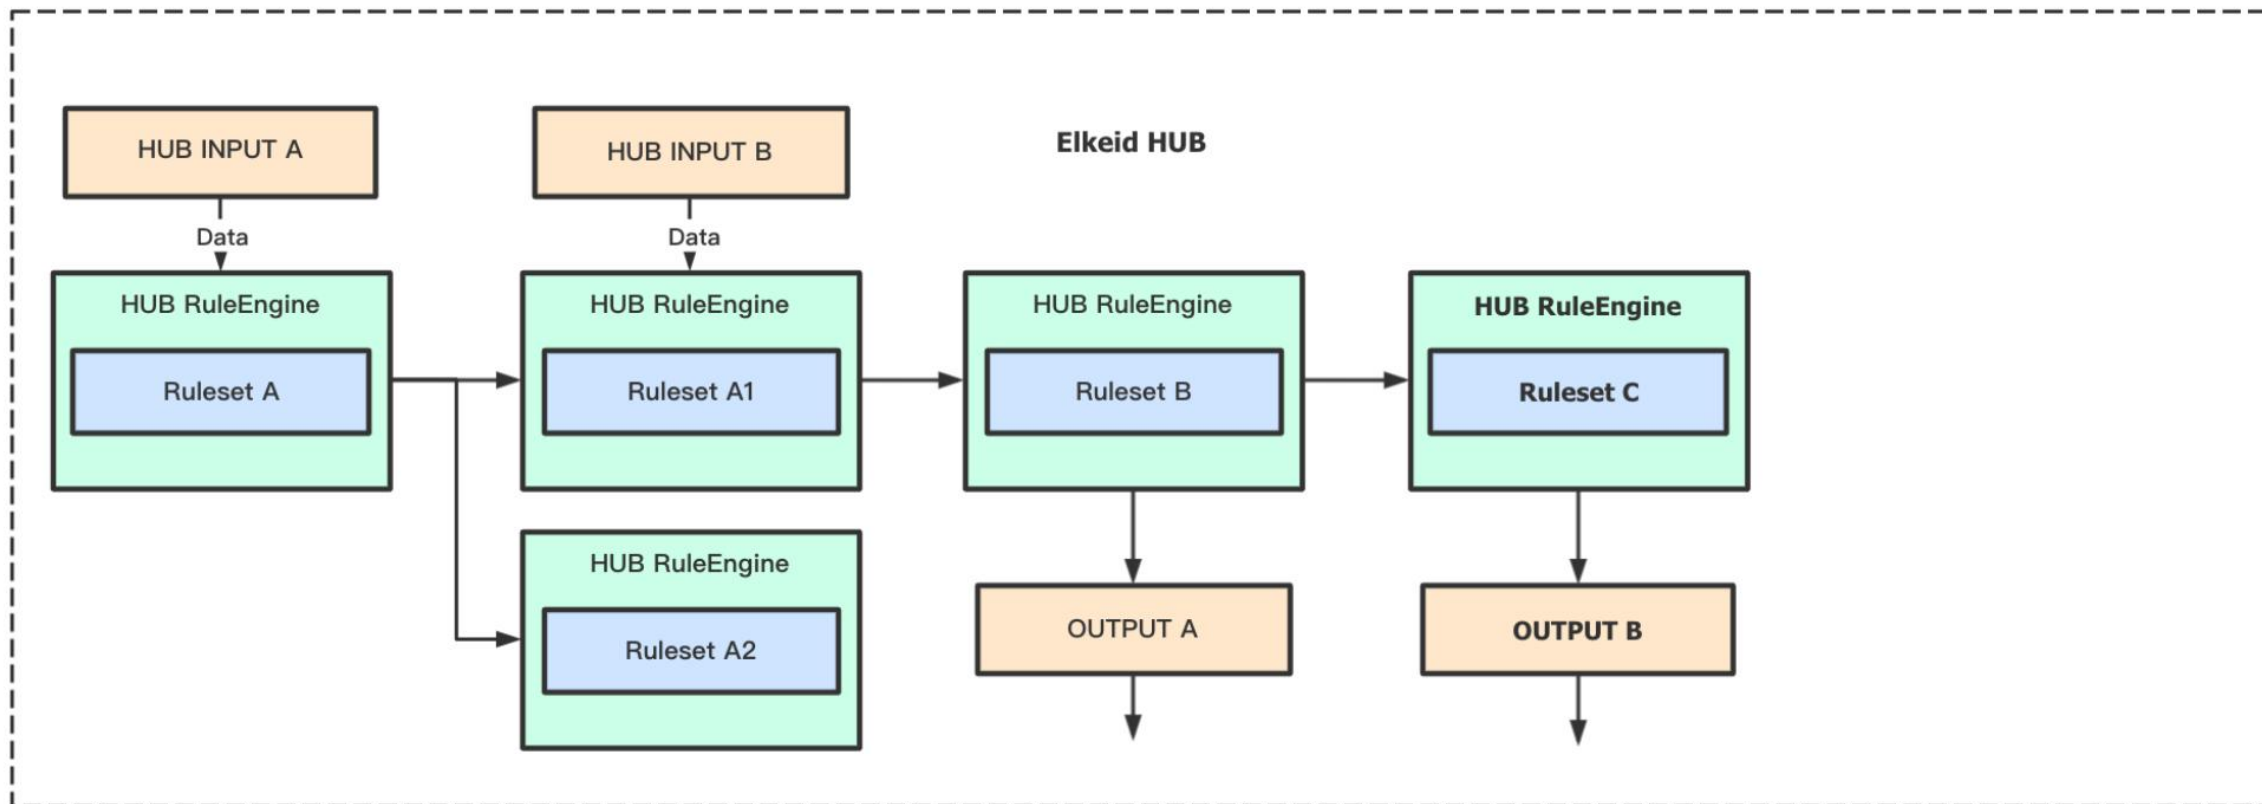 HUB INPUT A
HUB INPUT B
Elkeid HUB
Data
Data
HUB RuleEngine
Ruleset A
HUB RuleEngine
Ruleset A1
HUB RuleEngine
Ruleset B
HUB RuleEngine
Ruleset C
HUB RuleEngine
Ruleset A2
OUTPUT A
OUTPUT B